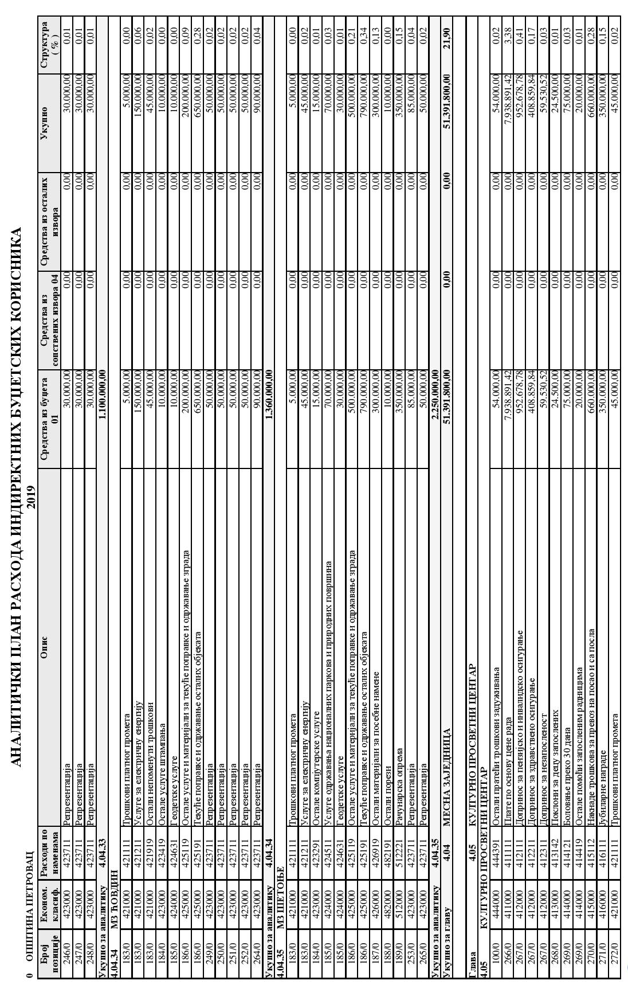 АНАЛИТИЧКИ ПЛАН РАСХОДА ИНДИРЕКТНИХ БУЏЕТСКИХ КОРИСНИКА
2019
0 ОПШТИНА ПЕТРОВАЦ
Број позиције Економ. класиф. Расходи по наменама Опис Средства из буџета 01 Средства из сопствених извора 04 Средства из осталих извора Укупно Структура ( % )
246/0 423000 423711 Репрезентација 30.000,00 0,00 0,00 30.000,00 0,01
247/0 423000 423711 Репрезентација 30.000,00 0,00 0,00 30.000,00 0,01
248/0 423000 423711 Репрезентација 30.000,00 0,00 0,00 30.000,00 0,01
Укупно за аналитику 4.04.33 1.100.000,00
4.04.34 МЗ ЋОВДИН
183/0 421000 421111 Трошкови платног промета 5.000,00 0,00 0,00 5.000,00 0,00
183/0 421000 421211 Услуге за електричну енергију 150.000,00 0,00 0,00 150.000,00 0,06
183/0 421000 421919 Остали непоменути трошкови 45.000,00 0,00 0,00 45.000,00 0,02
184/0 423000 423419 Остале услуге штампања 10.000,00 0,00 0,00 10.000,00 0,00
185/0 424000 424631 Геодетске услуге 10.000,00 0,00 0,00 10.000,00 0,00
186/0 425000 425119 Остале услуге и материјали за текуће поправке и одржавање зграда 200.000,00 0,00 0,00 200.000,00 0,09
186/0 425000 425191 Текуће поправке и одржавање осталих објеката 650.000,00 0,00 0,00 650.000,00 0,28
249/0 423000 423711 Репрезентација 50.000,00 0,00 0,00 50.000,00 0,02
250/0 423000 423711 Репрезентација 50.000,00 0,00 0,00 50.000,00 0,02
251/0 423000 423711 Репрезентација 50.000,00 0,00 0,00 50.000,00 0,02
252/0 423000 423711 Репрезентација 50.000,00 0,00 0,00 50.000,00 0,02
264/0 423000 423711 Репрезентација 90.000,00 0,00 0,00 90.000,00 0,04
Укупно за аналитику 4.04.34 1.360.000,00
4.04.35 МЗ ШЕТОЊЕ
183/0 421000 421111 Трошкови платног промета 5.000,00 0,00 0,00 5.000,00 0,00
183/0 421000 421211 Услуге за електричну енергију 45.000,00 0,00 0,00 45.000,00 0,02
184/0 423000 423291 Остале компјутерске услуге 15.000,00 0,00 0,00 15.000,00 0,01
185/0 424000 424511 Услуге одржавања националних паркова и природних површина 70.000,00 0,00 0,00 70.000,00 0,03
185/0 424000 424631 Геодетске услуге 30.000,00 0,00 0,00 30.000,00 0,01
186/0 425000 425119 Остале услуге и материјали за текуће поправке и одржавање зграда 500.000,00 0,00 0,00 500.000,00 0,21
186/0 425000 425191 Текуће поправке и одржавање осталих објеката 790.000,00 0,00 0,00 790.000,00 0,34
187/0 426000 426919 Остали материјали за посебне намене 300.000,00 0,00 0,00 300.000,00 0,13
188/0 482000 482191 Остали порези 10.000,00 0,00 0,00 10.000,00 0,00
189/0 512000 512221 Рачунарска опрема 350.000,00 0,00 0,00 350.000,00 0,15
253/0 423000 423711 Репрезентација 85.000,00 0,00 0,00 85.000,00 0,04
265/0 423000 423711 Репрезентација 50.000,00 0,00 0,00 50.000,00 0,02
Укупно за аналитику 4.04.35 2.250.000,00
Укупно за главу 4.04 МЕСНА ЗАЈЕДНИЦА 51.391.800,00 0,00 0,00 51.391.800,00 21,90
Глава 4.05 КУЛТУРНО ПРОСВЕТНИ ЦЕНТАР
4.05 КУЛТУРНО ПРОСВЕТНИ ЦЕНТАР
100/0 444000 444391 Остали пратећи трошкови задуживања 54.000,00 0,00 0,00 54.000,00 0,02
266/0 411000 411111 Плате по основу цене рада 7.938.891,42 0,00 0,00 7.938.891,42 3,38
267/0 412000 412111 Допринос за пензијско и инвалидско осигурање 952.678,78 0,00 0,00 952.678,78 0,41
267/0 412000 412211 Допринос за здравствено осигурање 408.859,84 0,00 0,00 408.859,84 0,17
267/0 412000 412311 Допринос за незапосленост 59.530,52 0,00 0,00 59.530,52 0,03
268/0 413000 413142 Поклони за децу запослених 24.500,00 0,00 0,00 24.500,00 0,01
269/0 414000 414121 Боловање преко 30 дана 75.000,00 0,00 0,00 75.000,00 0,03
269/0 414000 414419 Остале помоћи запосленим радницима 20.000,00 0,00 0,00 20.000,00 0,01
270/0 415000 415112 Накнаде трошкова за превоз на посао и са посла 660.000,00 0,00 0,00 660.000,00 0,28
271/0 416000 416111 Јубиларне награде 350.000,00 0,00 0,00 350.000,00 0,15
272/0 421000 421111 Трошкови платног промета 45.000,00 0,00 0,00 45.000,00 0,02